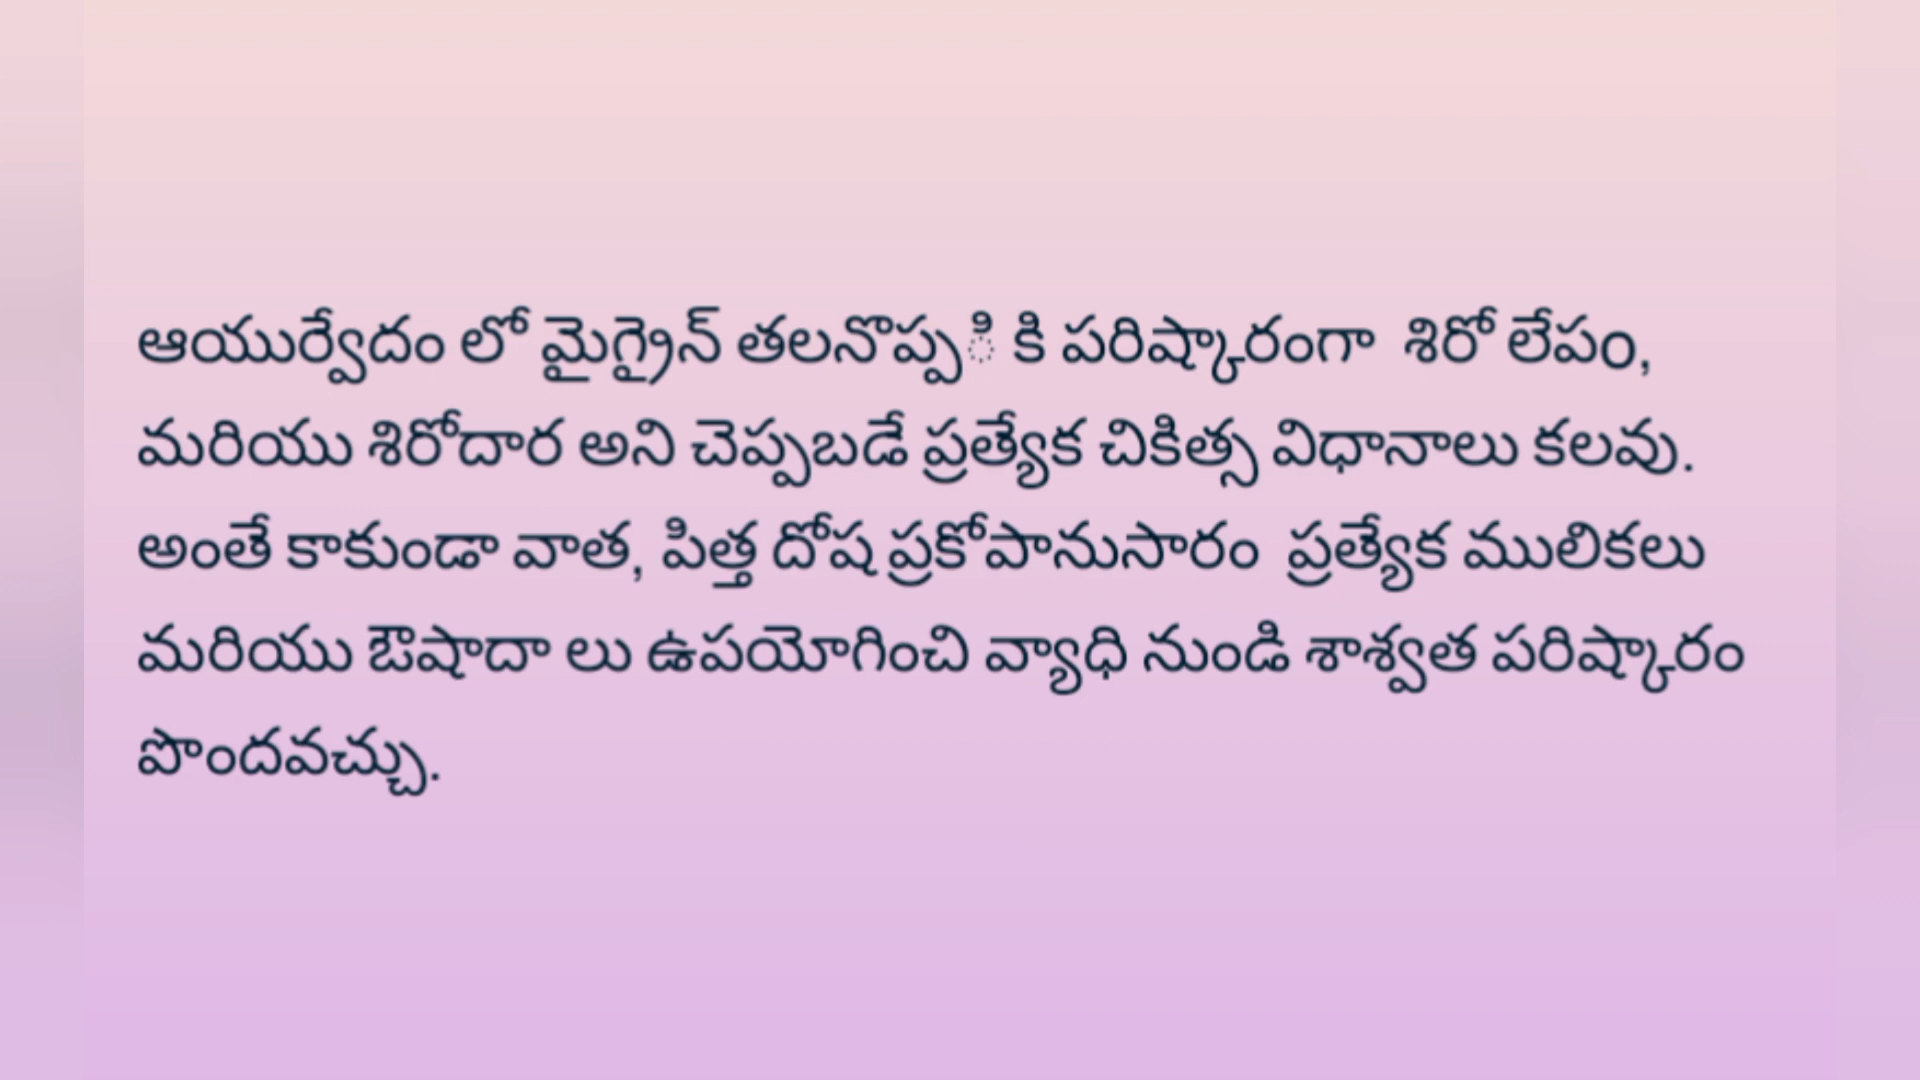 ఆయుర్వేదం లో మైగ్రైన్ తలనొప్ప ి కి పరిష్కారంగా  శిరో లేపం,
మరియు శిరోదార అని చెప్పబడే ప్రత్యేక చికిత్స విధానాలు కలవు.
అంతే కాకుండా వాత, పిత్త దోష ప్రకోపానుసారం  ప్రత్యేక ములికలు
మరియు ఔషాదా లు ఉపయోగించి వ్యాధి నుండి శాశ్వత పరిష్కారం
పొందవచ్చు.